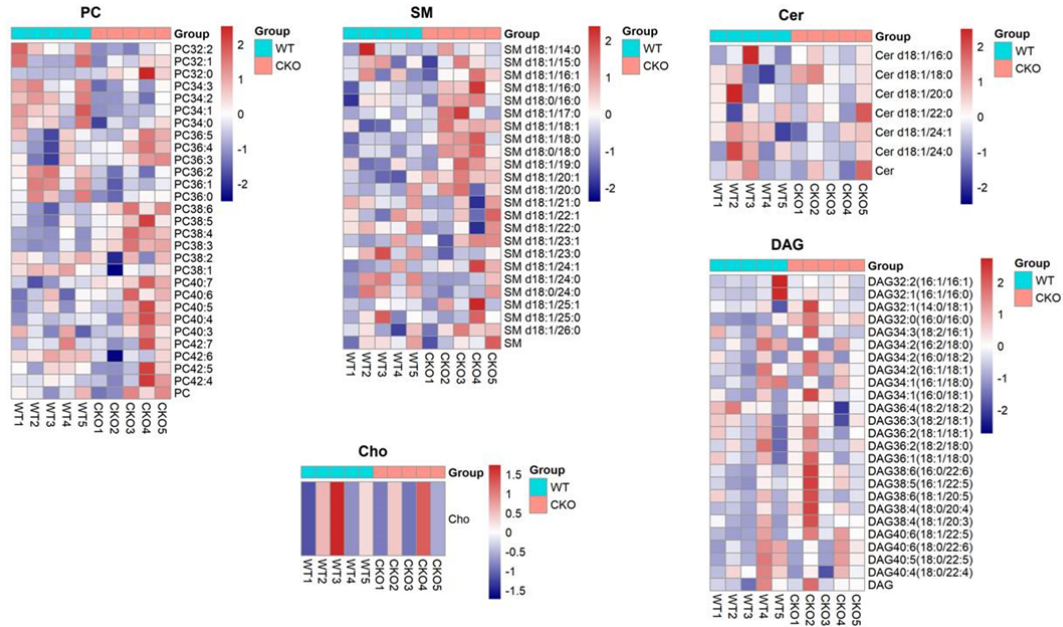 PC
Group
PC32:2
PC32:1
PC32:0
PC34:3
PC34:2
PC34:1
PC34:0
PC36:5
PC36:4
PC36:3
PC36:2
PC36:1
PC36:0
PC38:6
PC38:5
PC38:4
PC38:3
PC38:2
PC38:1
PC40:7
PC40:6
PC40:5
PC40:4
PC40:3
PC42:7
PC42:6
PC42:5
PC42:4
PC
WT1 WT2 WT3 WT4 WT5 CKO1 CKO2 CKO3 CKO4 CKO5
2
1
0
-1
-2
Group
WT
CKO
SM
Group
SM d18:1/14:0
SM d18:1/15:0
SM d18:1/16:1
SM d18:1/16:0
SM d18:0/16:0
SM d18:1/17:0
SM d18:1/18:1
SM d18:1/18:0
SM d18:0/18:0
SM d18:1/19:0
SM d18:1/20:1
SM d18:1/20:0
SM d18:1/21:0
SM d18:1/22:1
SM d18:1/22:0
SM d18:1/23:1
SM d18:1/23:0
SM d18:1/24:1
SM d18:1/24:0
SM d18:0/24:0
SM d18:1/25:1
SM d18:1/25:0
SM d18:1/26:0
SM
WT1 WT2 WT3 WT4 WT5 CKO1 CKO2 CKO3 CKO4 CKO5
2
1
0
-1
-2
Group
WT
CKO
Cer
Group
Cer d18:1/16:0
Cer d18:1/18:0
Cer d18:1/20:0
Cer d18:1/22:0
Cer d18:1/24:1
Cer d18:1/24:0
Cer
WT1 WT2 WT3 WT4 WT5 CKO1 CKO2 CKO3 CKO4 CKO5
2
1
0
-1
-2
Group
WT
CKO
Cho
Group
Cho
WT1 WT2 WT3 WT4 WT5 CKO1 CKO2 CKO3 CKO4 CKO5
1.5
1
0.5
0
-0.5
-1
-1.5
Group
WT
CKO
DAG
Group
DAG32:2(16:1/16:1)
DAG32:1(16:1/16:0)
DAG32:1(14:0/18:1)
DAG32:0(16:0/16:0)
DAG34:3(18:2/16:1)
DAG34:2(16:0/18:0)
DAG34:2(16:0/18:2)
DAG34:2(16:1/18:1)
DAG34:1(16:1/18:0)
DAG34:1(16:0/18:1)
DAG36:4(18:2/18:2)
DAG36:3(18:2/18:1)
DAG36:2(18:1/18:1)
DAG36:2(18:2/18:0)
DAG36:1(18:1/18:0)
DAG38:6(16:0/22:6)
DAG38:5(16:1/22:5)
DAG38:6(18:1/20:5)
DAG38:4(18:0/20:4)
DAG38:4(18:1/20:3)
DAG40:6(18:1/22:5)
DAG40:6(18:0/22:6)
DAG40:5(18:0/22:5)
DAG40:4(18:0/22:4)
DAG
WT1 WT2 WT3 WT4 WT5 CKO1 CKO2 CKO3 CKO4 CKO5
2
1
0
-1
-2
Group
WT
CKO